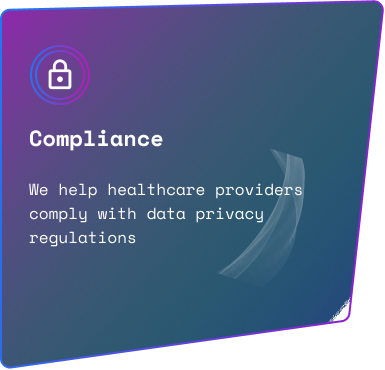 Compliance
We help healthcare providers
comply with data privacy
regulations